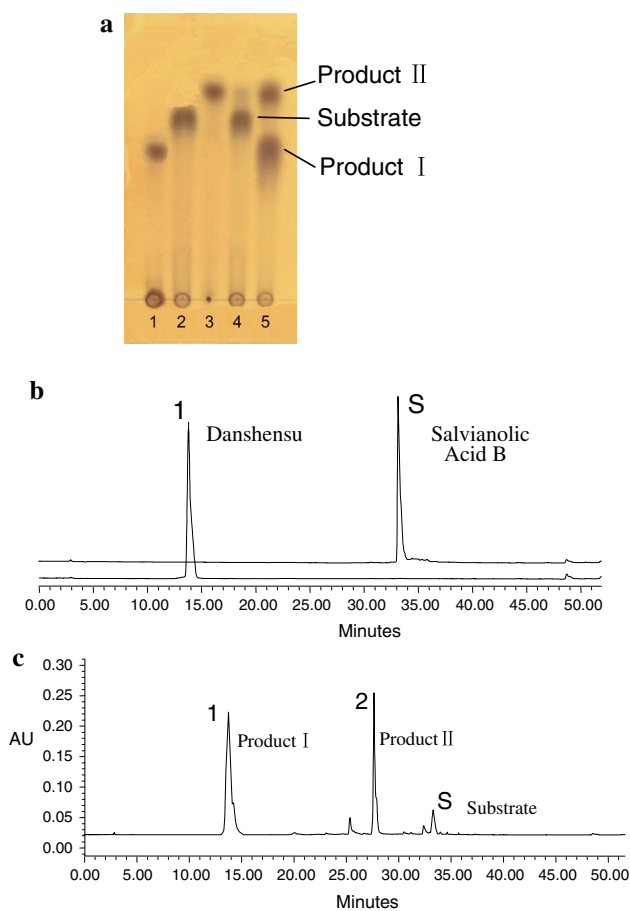 a
Product Ⅱ
Substrate
Product Ⅰ
1 2 3 4 5
b
1 Danshensu
S Salvianolic
Acid B
0.00 5.00 10.00 15.00 20.00 25.00 30.00 35.00 40.00 45.00 50.00
Minutes
c
0.30
0.25
0.20
0.15
0.10
0.05
0.00
AU
1 Product Ⅰ
2 Product Ⅱ
S Substrate
0.00 5.00 10.00 15.00 20.00 25.00 30.00 35.00 40.00 45.00 50.00
Minutes